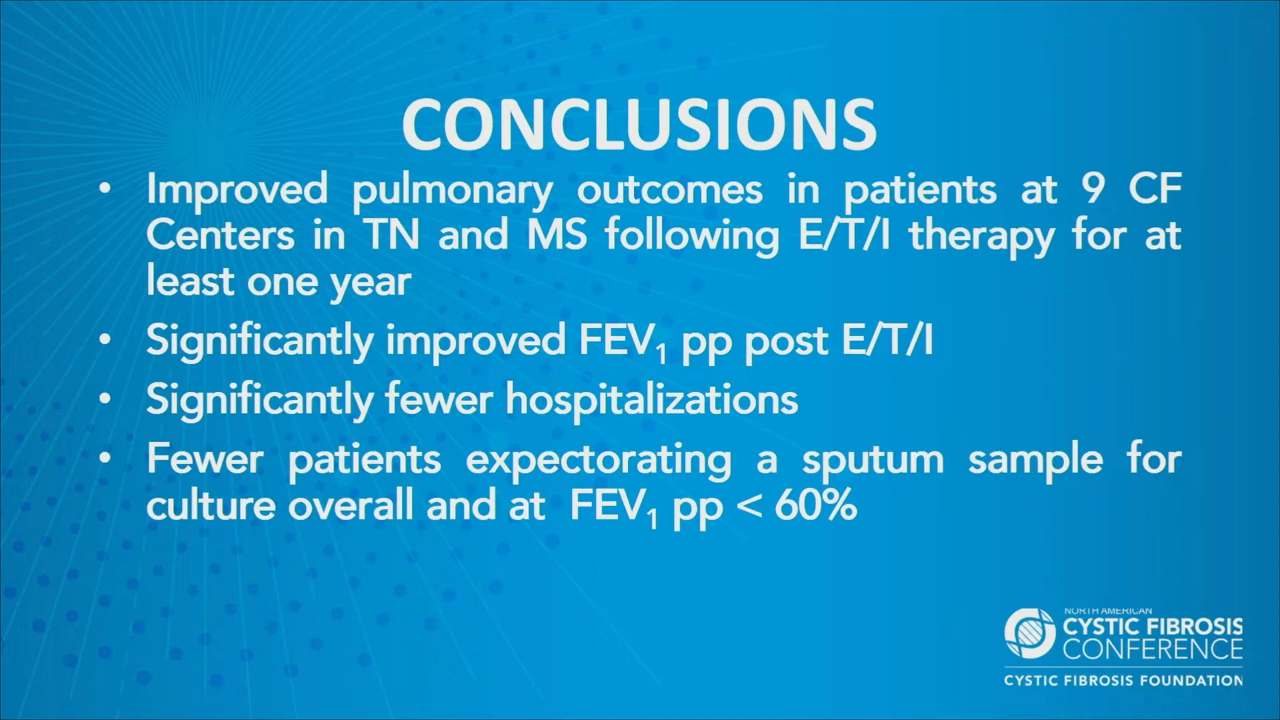 CONCLUSIONS
• Improved pulmonary outcomes in patients at 9 CF
Centers in TN and MS following E/T/I therapy for at
least one year
• Significantly improved FEV₁ pp post E/T/I
• Significantly fewer hospitalizations
• Fewer patients expectorating a sputum sample for
culture overall and at FEV₁ pp < 60%
NORTH AMERICAN
CYSTIC FIBROSIS
CONFERENCE
CYSTIC FIBROSIS FOUNDATION